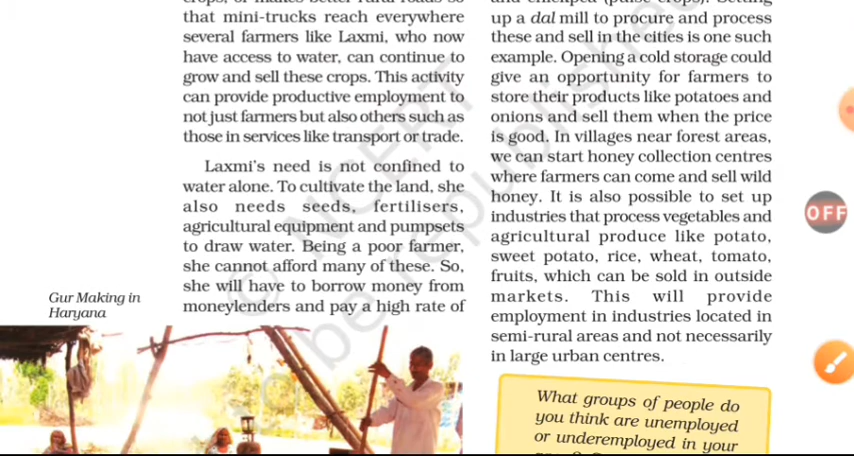 that mini-trucks reach everywhere
several farmers like Laxmi, who now
have access to water, can continue to
grow and sell these crops. This activity
can provide productive employment to
not just farmers but also others such as
those in services like transport or trade.
Laxmi's need is not confined to
water alone. To cultivate the land, she
also needs seeds, fertilisers,
agricultural equipment and pumpsets
to draw water. Being a poor farmer,
she cannot afford many of these. So,
she will have to borrow money from
moneylenders and pay a high rate of
Gur Making in
Haryana
up a dal mill to procure and process
these and sell in the cities is one such
example. Opening a cold storage could
give an opportunity for farmers to
store their products like potatoes and
onions and sell them when the price
is good. In villages near forest areas,
we can start honey collection centres
where farmers can come and sell wild
honey. It is also possible to set up
industries that process vegetables and
agricultural produce like potato,
sweet potato, rice, wheat, tomato,
fruits, which can be sold in outside
markets. This will provide
employment in industries located in
semi-rural areas and not necessarily
in large urban centres.
What groups of people do
you think are unemployed
or underemployed in your
OFF
© NCERT
be republished